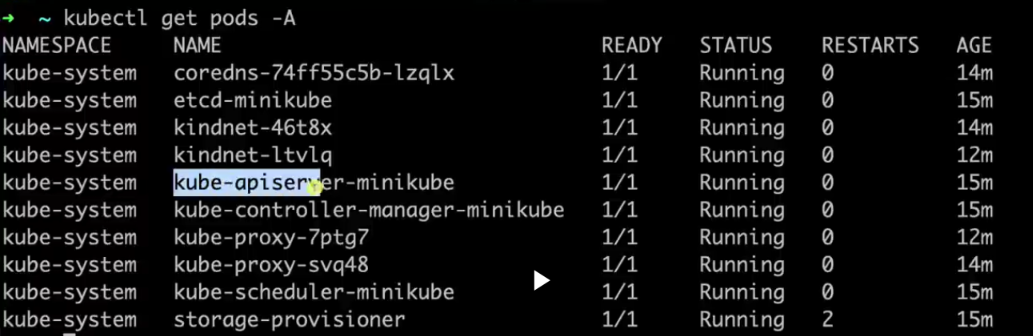 ➜ ~ kubectl get pods -A
NAMESPACE NAME READY STATUS RESTARTS AGE
kube-system coredns-74ff55c5b-lzqlx 1/1 Running 0 14m
kube-system etcd-minikube 1/1 Running 0 15m
kube-system kindnet-46t8x 1/1 Running 0 14m
kube-system kindnet-ltvlq 1/1 Running 0 12m
kube-system kube-apiserver-minikube 1/1 Running 0 15m
kube-system kube-controller-manager-minikube 1/1 Running 0 15m
kube-system kube-proxy-7ptg7 1/1 Running 0 12m
kube-system kube-proxy-svq48 1/1 Running 0 14m
kube-system kube-scheduler-minikube 1/1 Running 0 15m
kube-system storage-provisioner 1/1 Running 2 15m